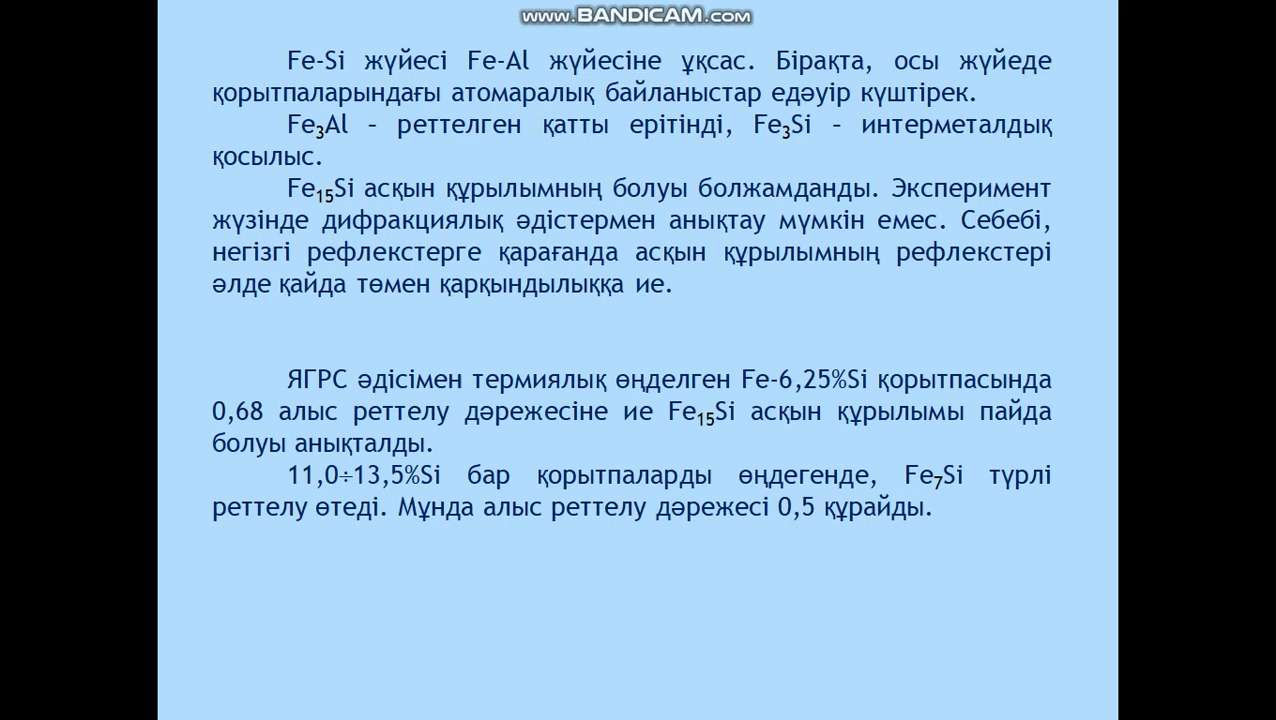 www.BANDICAM.com
Fe-Si жүйесі Fe-Al жүйесіне ұқсас. Бірақта, осы жүйеде
қорытпаларындағы атомаралық байланыстар едәуір күштірек.
Fe₃Al – реттелген қатты ерітінді, Fe₃Si – интерметалдық
қосылыс.
Fe₁₅Si асқын құрылымның болуы болжамданды. Эксперимент
жүзінде дифракциялық әдістермен анықтау мүмкін емес. Себебі,
негізгі рефлекстерге қарағанда асқын құрылымның рефлекстері
әлде қайда төмен қарқындылыққа ие.
ЯГРС әдісімен термиялық өңделген Fe-6,25%Si қорытпасында
0,68 алыс реттелу дәрежесіне ие Fe₁₅Si асқын құрылымы пайда
болуы анықталды.
11,0÷13,5%Si бар қорытпаларды өңдегенде, Fe₇Si түрлі
реттелу өтеді. Мұнда алыс реттелу дәрежесі 0,5 құрайды.